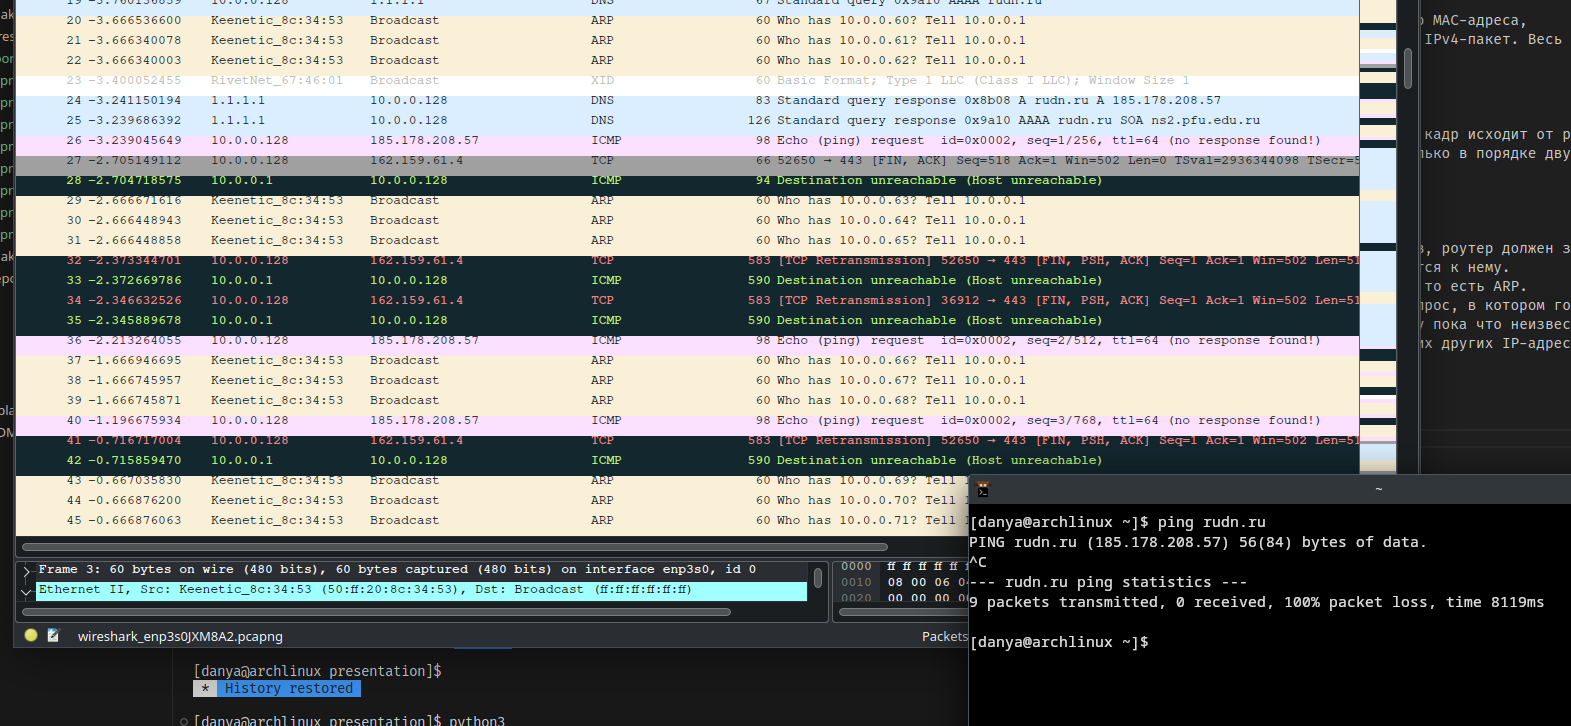 19 -3.760136859 10.0.0.128 1.1.1.1 DNS 67 Standard query 0x9a10 AAAA rudn.ru
20 -3.666536600 Keenetic_8c:34:53 Broadcast ARP 60 Who has 10.0.0.60? Tell 10.0.0.1
21 -3.666340078 Keenetic_8c:34:53 Broadcast ARP 60 Who has 10.0.0.61? Tell 10.0.0.1
22 -3.666340003 Keenetic_8c:34:53 Broadcast ARP 60 Who has 10.0.0.62? Tell 10.0.0.1
23 -3.400052455 RivetNet_67:46:01 Broadcast XID 60 Basic Format; Type 1 LLC (Class I LLC); Window Size 1
24 -3.241150194 1.1.1.1 10.0.0.128 DNS 83 Standard query response 0x8b08 A rudn.ru A 185.178.208.57
25 -3.239686392 1.1.1.1 10.0.0.128 DNS 126 Standard query response 0x9a10 AAAA rudn.ru SOA ns2.pfu.edu.ru
26 -3.239045649 10.0.0.128 185.178.208.57 ICMP 98 Echo (ping) request id=0x0002, seq=1/256, ttl=64 (no response found!)
27 -2.705149112 10.0.0.128 162.159.61.4 TCP 66 52650 → 443 [FIN, ACK] Seq=518 Ack=1 Win=502 Len=0 TSval=2936344098 TSecr=5
28 -2.704718575 10.0.0.1 10.0.0.128 ICMP 94 Destination unreachable (Host unreachable)
29 -2.666671616 Keenetic_8c:34:53 Broadcast ARP 60 Who has 10.0.0.63? Tell 10.0.0.1
30 -2.666448943 Keenetic_8c:34:53 Broadcast ARP 60 Who has 10.0.0.64? Tell 10.0.0.1
31 -2.666448858 Keenetic_8c:34:53 Broadcast ARP 60 Who has 10.0.0.65? Tell 10.0.0.1
32 -2.373344701 10.0.0.128 162.159.61.4 TCP 583 [TCP Retransmission] 52650 → 443 [FIN, PSH, ACK] Seq=1 Ack=1 Win=502 Len=51
33 -2.372669786 10.0.0.1 10.0.0.128 ICMP 590 Destination unreachable (Host unreachable)
34 -2.346632526 10.0.0.128 162.159.61.4 TCP 583 [TCP Retransmission] 36912 → 443 [FIN, PSH, ACK] Seq=1 Ack=1 Win=502 Len=51
35 -2.345889678 10.0.0.1 10.0.0.128 ICMP 590 Destination unreachable (Host unreachable)
36 -2.213264055 10.0.0.128 185.178.208.57 ICMP 98 Echo (ping) request id=0x0002, seq=2/512, ttl=64 (no response found!)
37 -1.666946695 Keenetic_8c:34:53 Broadcast ARP 60 Who has 10.0.0.66? Tell 10.0.0.1
38 -1.666745957 Keenetic_8c:34:53 Broadcast ARP 60 Who has 10.0.0.67? Tell 10.0.0.1
39 -1.666745871 Keenetic_8c:34:53 Broadcast ARP 60 Who has 10.0.0.68? Tell 10.0.0.1
40 -1.196675934 10.0.0.128 185.178.208.57 ICMP 98 Echo (ping) request id=0x0002, seq=3/768, ttl=64 (no response found!)
41 -0.716717004 10.0.0.128 162.159.61.4 TCP 583 [TCP Retransmission] 52650 → 443 [FIN, PSH, ACK] Seq=1 Ack=1 Win=502 Len=51
42 -0.715859470 10.0.0.1 10.0.0.128 ICMP 590 Destination unreachable (Host unreachable)
43 -0.667035830 Keenetic_8c:34:53 Broadcast ARP 60 Who has 10.0.0.69? Tell 1
44 -0.666876200 Keenetic_8c:34:53 Broadcast ARP 60 Who has 10.0.0.70? Tell 1
45 -0.666876063 Keenetic_8c:34:53 Broadcast ARP 60 Who has 10.0.0.71? Tell 1
Frame 3: 60 bytes on wire (480 bits), 60 bytes captured (480 bits) on interface enp3s0, id 0
Ethernet II, Src: Keenetic_8c:34:53 (50:ff:20:8c:34:53), Dst: Broadcast (ff:ff:ff:ff:ff:ff)
0000 ff ff ff ff ff f
0010 08 00 06 0
0020 00 00 00 0
wireshark_enp3s0JXM8A2.pcapng
Packets
MAC-адреса,
IPv4-пакет. Весь
кадр исходит от р
лько в порядке дву
в, роутер должен з
тся к нему.
то есть ARP.
прос, в котором го
у пока что неизвес
их других IP-адрес
~
[danya@archlinux ~]$ ping rudn.ru
PING rudn.ru (185.178.208.57) 56(84) bytes of data.
^C
--- rudn.ru ping statistics ---
9 packets transmitted, 0 received, 100% packet loss, time 8119ms
[danya@archlinux ~]$
[danya@archlinux presentation]$
* History restored
[danya@archlinux presentation]$ python3